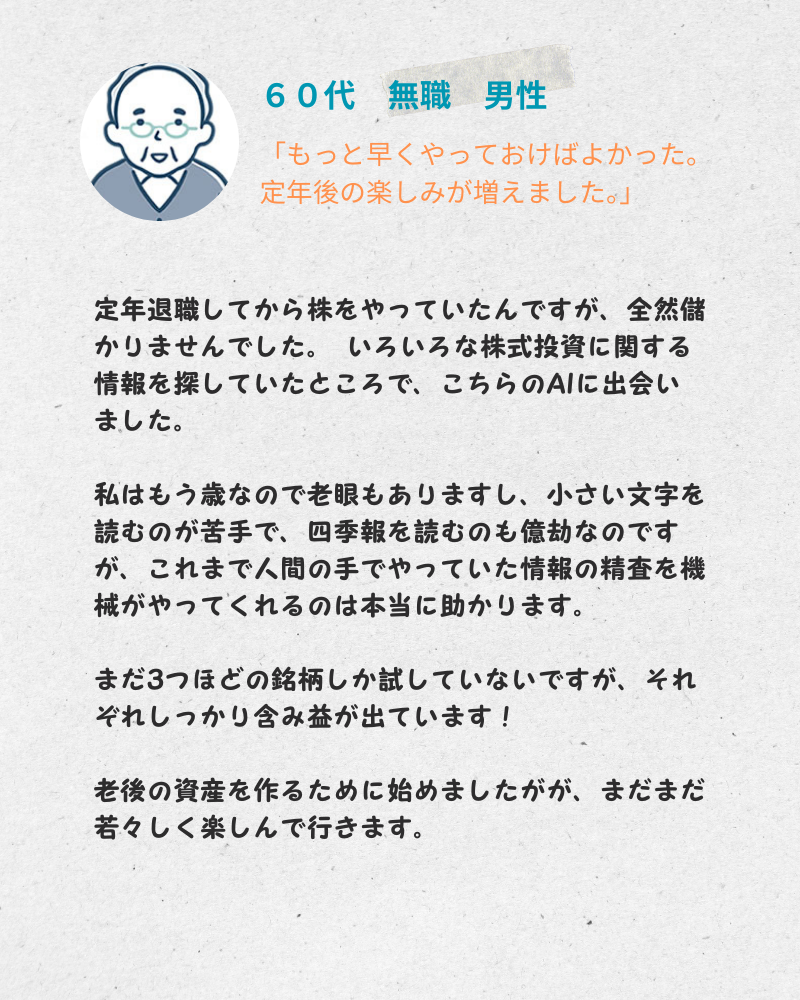 ６０代　無職　男性
「もっと早くやっておけばよかった。
定年後の楽しみが増えました。」
定年退職してから株をやっていたんですが、全然儲
かりませんでした。　いろいろな株式投資に関する
情報を探していたところで、こちらのAIに出会い
ました。
私はもう歳なので老眼もありますし、小さい文字を
読むのが苦手で、四季報を読むのも億劫なのです
が、これまで人間の手でやっていた情報の精査を機
械がやってくれるのは本当に助かります。
まだ3つほどの銘柄しか試していないですが、それ
ぞれしっかり含み益が出ています！
老後の資産を作るために始めましたがが、まだまだ
若々しく楽しんで行きます。